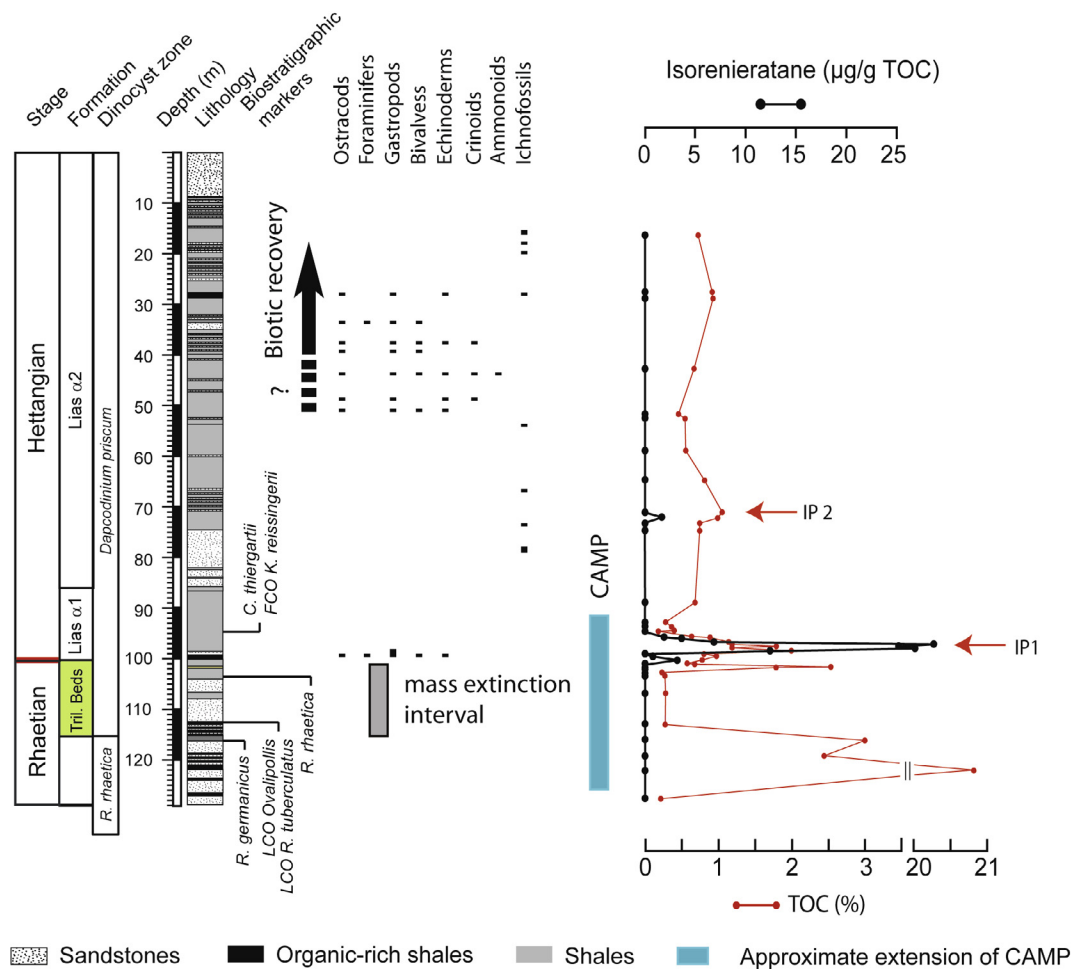 Stage
Formation
Dinocyst zone
Depth (m)
Lithology
Biostratigraphic
markers
Ostracods
Foraminifers
Gastropods
Bivalvess
Echinoderms
Crinoids
Ammonoids
Ichnofossils
Isorenieratane (µg/g TOC)
0 5 10 15 20 25
Hettangian
Rhaetian
Lias α2
Lias α1
Tril. Beds
Dapcodinium priscum
R. rhaetica
10
20
30
40
50
60
70
80
90
100
110
120
Biotic recovery
?
C. thiergartii
FCO K. reissingerii
R. rhaetica
LCO Ovalipollis
LCO R. tuberculatus
R. germanicus
mass extinction
interval
CAMP
IP 2
IP1
0 1 2 3 20 21
TOC (%)
Sandstones
Organic-rich shales
Shales
Approximate extension of CAMP